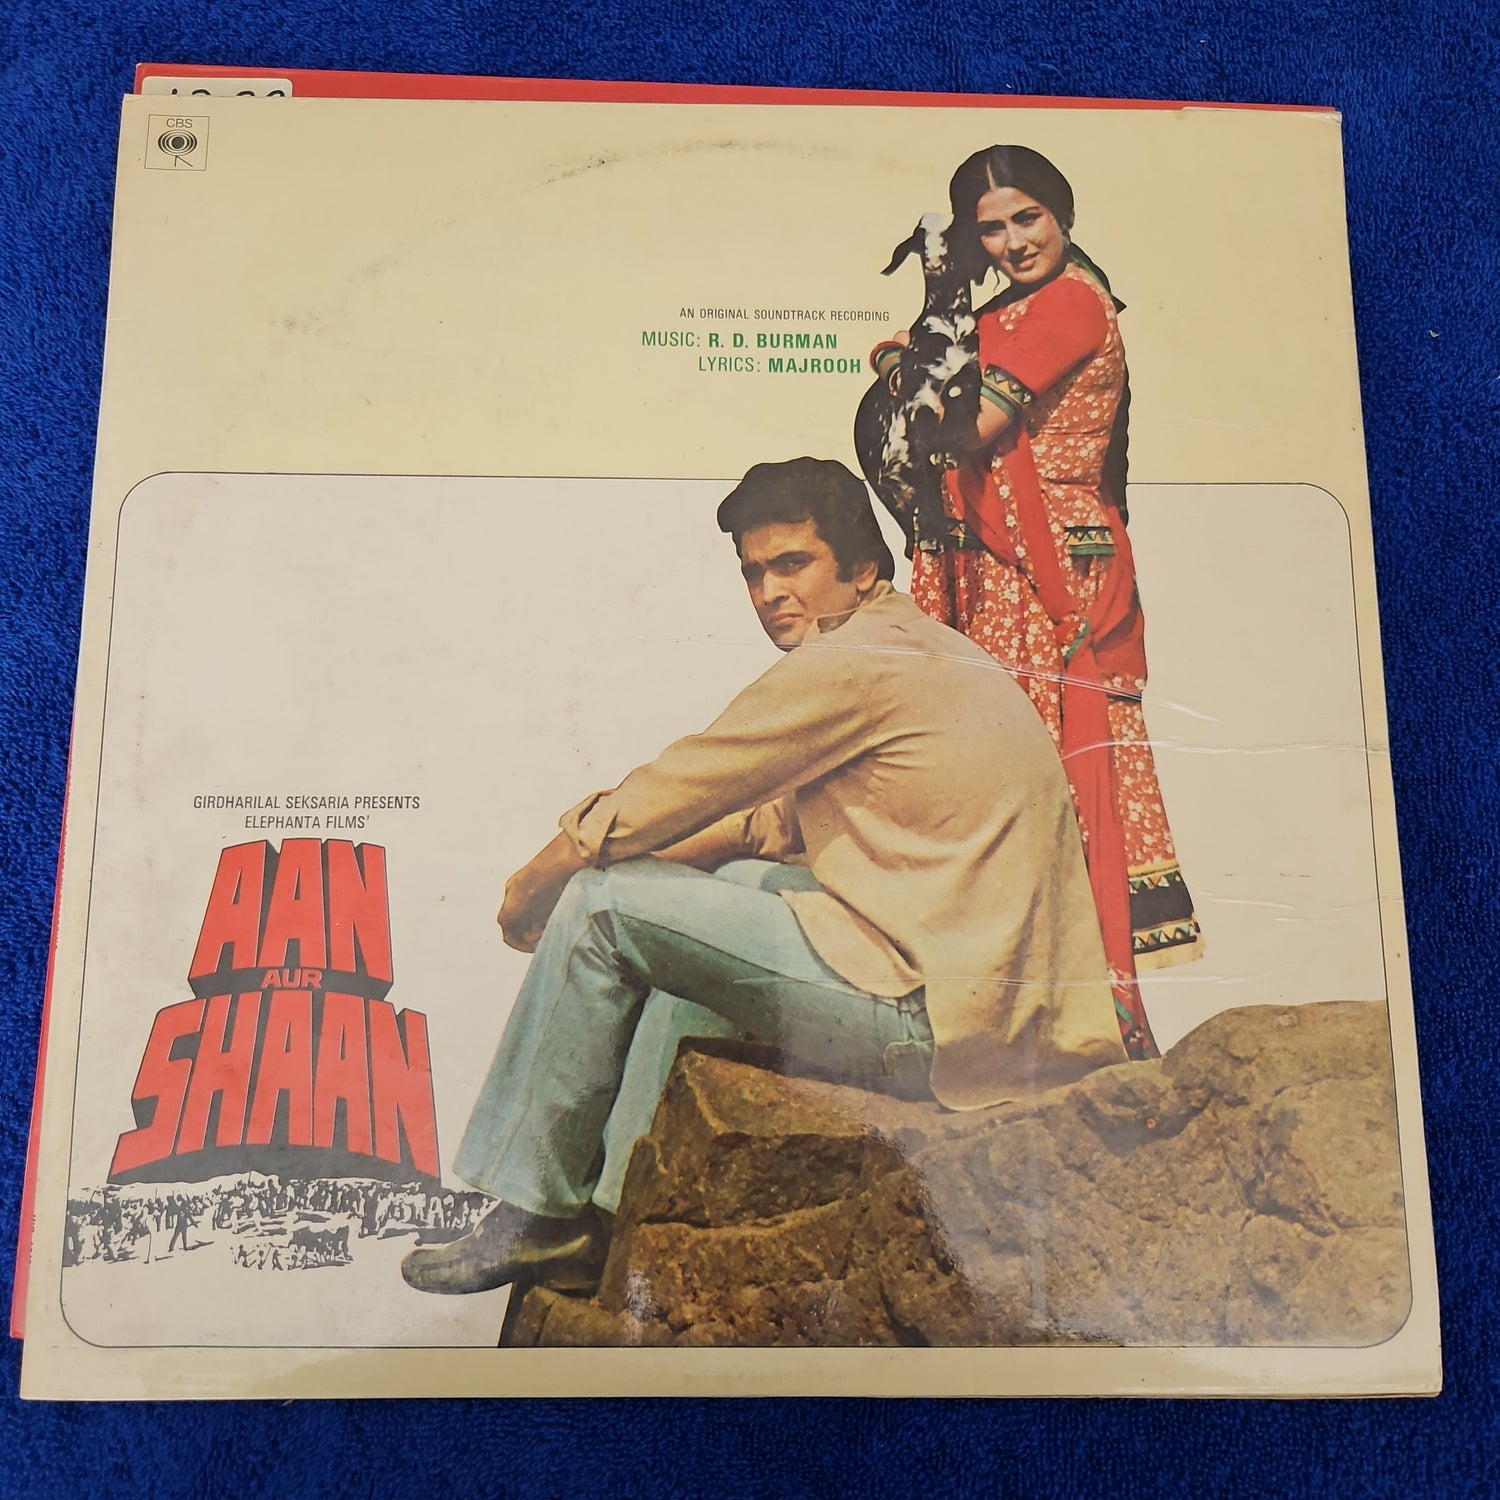 CBS
AN ORIGINAL SOUNDTRACK RECORDING
MUSIC: R. D. BURMAN
LYRICS: MAJROOH
GIRDHARILAL SEKSARIA PRESENTS
ELEPHANTA FILMS'
AAN
AUR
SHAAN